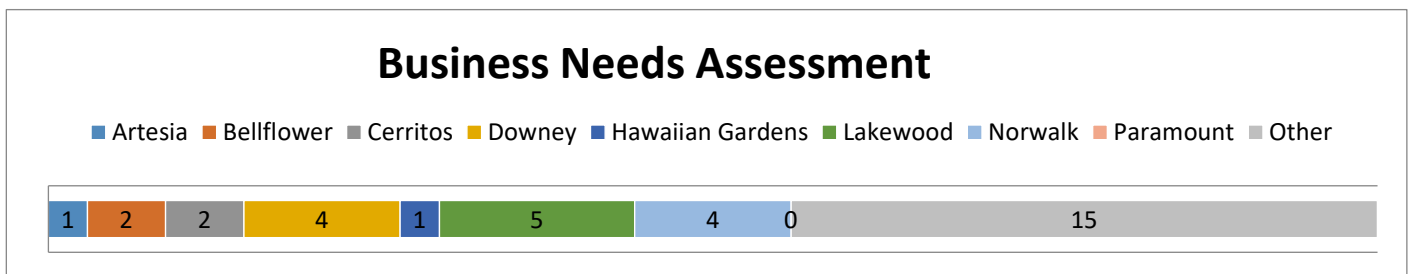 Business Needs Assessment
Artesia Bellflower Cerritos Downey Hawaiian Gardens Lakewood Norwalk Paramount Other
1 2 2 4 1 5 4 0 15